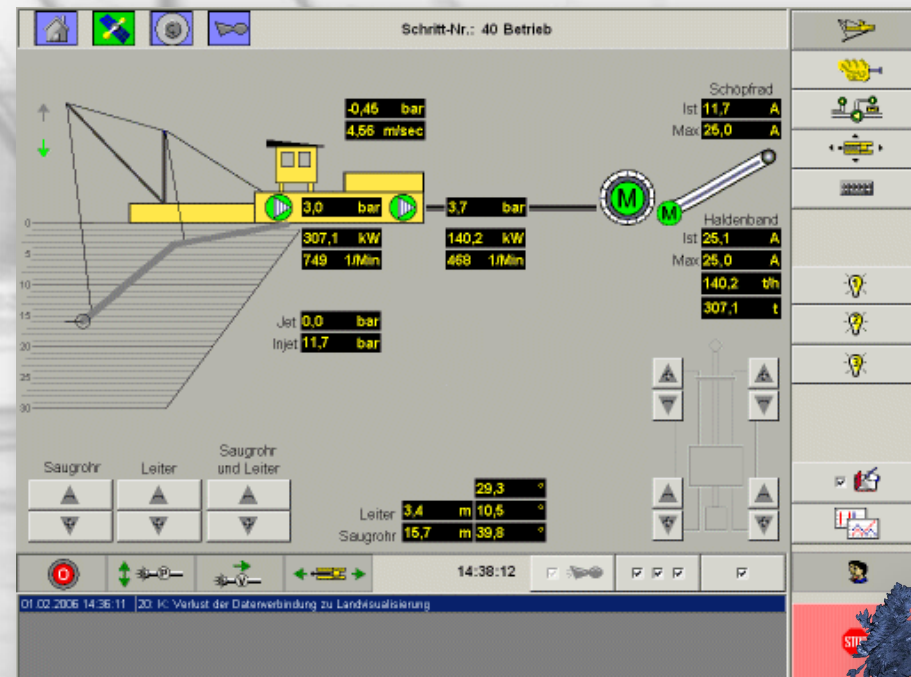 Schritt-Nr.: 40 Betrieb
Schöpfrad
Ist 11,7 A
Max 25,0 A
-0,45 bar
4,56 m/sec
M
M
3,0 bar
3,7 bar
307,1 kW
140,2 kW
749 1/Min
468 1/Min
Haldenband
Ist 25,1 A
Max 25,0 A
140,2 t/h
307,1 t
0
5
10
15
20
25
30
Jet 0,0 bar
Injet 11,7 bar
1
2
3
Saugrohr
Leiter
Saugrohr
und Leiter
29,3 °
Leiter 3,4 m 10,5 °
Saugrohr 15,7 m 39,8 °
0
P
V
14:38:12
01.02.2006 14:36:11 20: K: Verlust der Datenverbindung zu Landvisualisierung